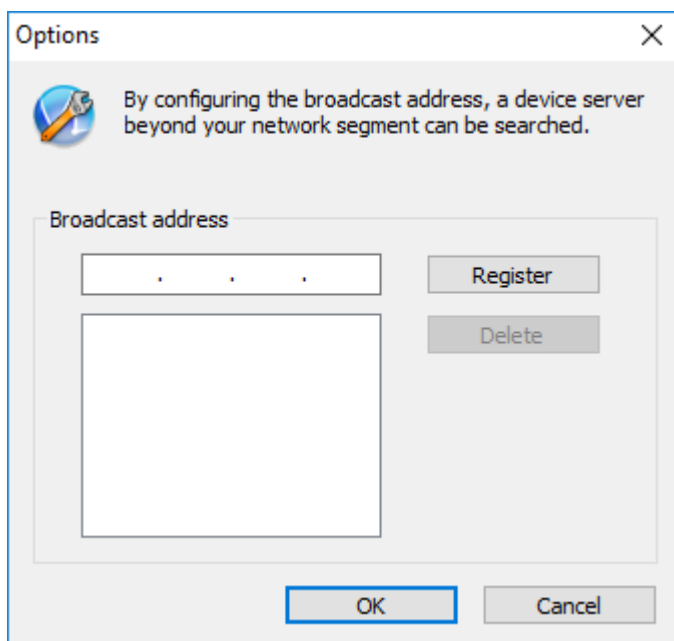 Options
By configuring the broadcast address, a device server
beyond your network segment can be searched.
Broadcast address
. . .
Register
Delete
OK
Cancel